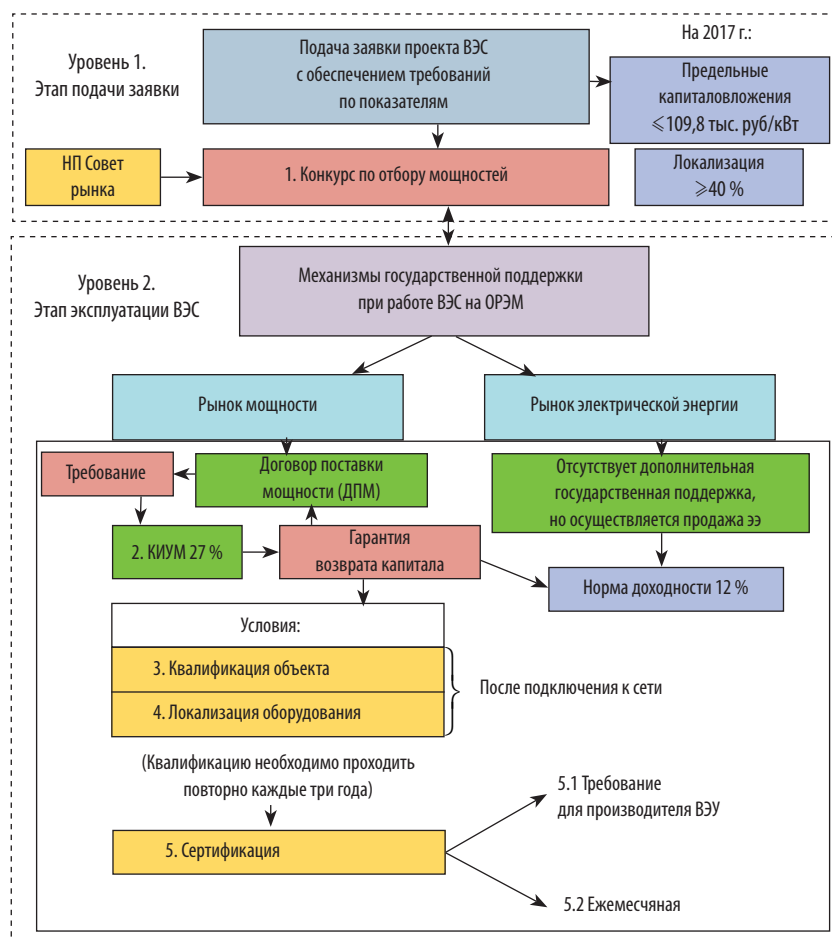 Уровень 1.
Этап подачи заявки
Подача заявки проекта ВЭС
с обеспечением требований
по показателям
На 2017 г.:
Предельные
капиталовложения
⩽109,8 тыс. руб/кВт
НП Совет
рынка
1. Конкурс по отбору мощностей
Локализация
⩾40 %
Уровень 2.
Этап эксплуатации ВЭС
Механизмы государственной поддержки
при работе ВЭС на ОРЭМ
Рынок мощности
Рынок электрической энергии
Требование
Договор поставки
мощности (ДПМ)
Отсутствует дополнительная
государственная поддержка,
но осуществляется продажа ээ
2. КИУМ 27 %
Гарантия
возврата капитала
Норма доходности 12 %
Условия:
3. Квалификация объекта
4. Локализация оборудования
После подключения к сети
(Квалификацию необходимо проходить
повторно каждые три года)
5. Сертификация
5.1 Требование
для производителя ВЭУ
5.2 Ежемесчяная